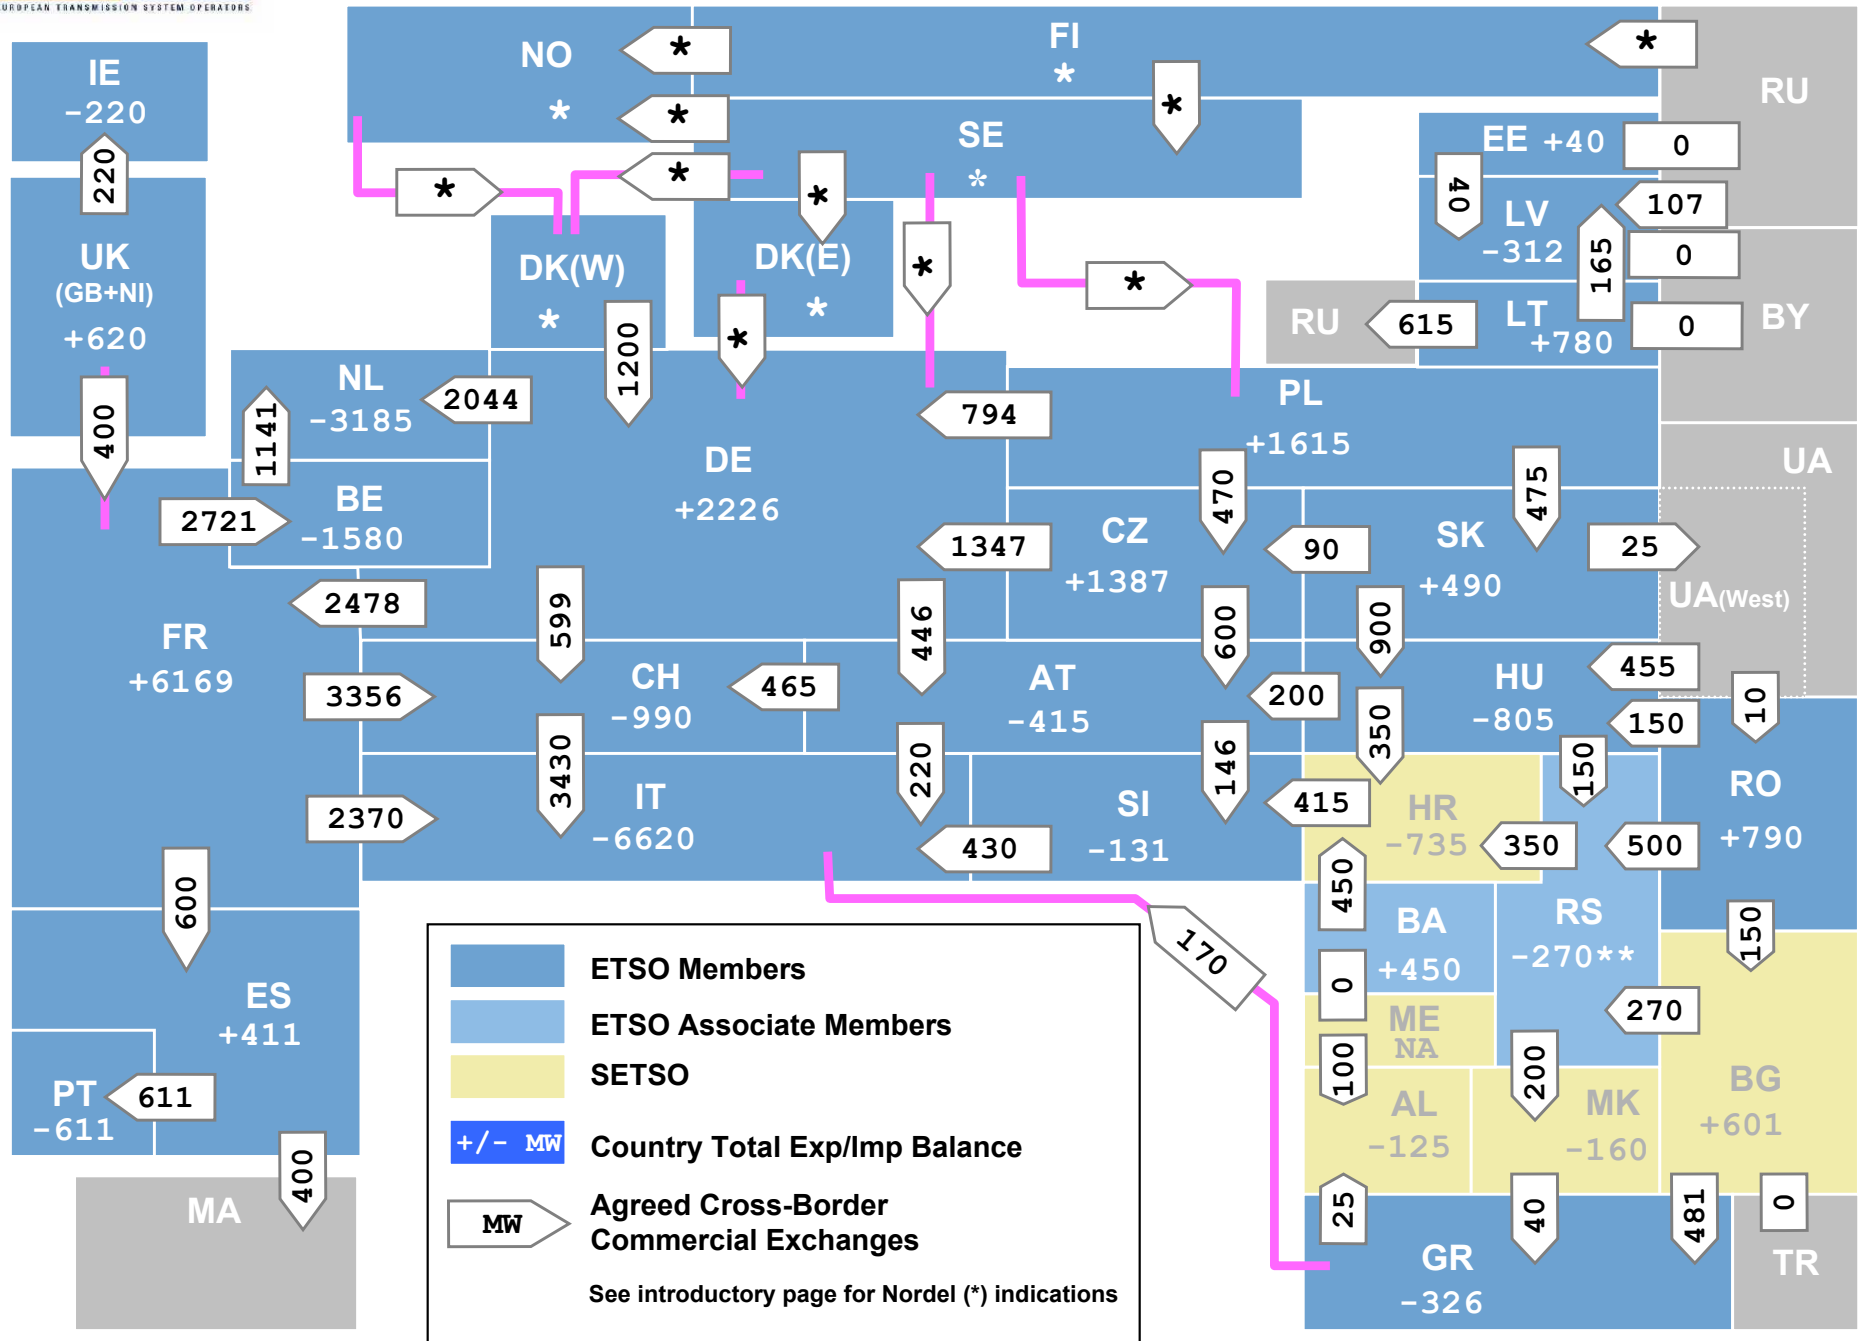 EUROPEAN TRANSMISSION SYSTEM OPERATORS
NO
*
*
FI
*
*
RU
IE
-220
220
*
*
SE
*
*
EE +40
0
40
LV
-312
107
165
0
*
*
*
*
*
UK
(GB+NI)
+620
DK(W)
*
DK(E)
*
*
RU
615
LT
+780
0
BY
400
NL
-3185
2044
1200
*
794
PL
+1615
1141
DE
+2226
470
475
UA
2721
BE
-1580
1347
CZ
+1387
90
SK
+490
25
UA(West)
2478
599
446
600
900
FR
+6169
3356
CH
-990
465
AT
-415
200
350
HU
-805
455
150
10
3430
220
146
150
RO
+790
2370
IT
-6620
430
SI
-131
415
HR
-735
350
500
600
450
BA
+450
RS
-270**
150
170
0
270
ES
+411
ME
NA
100
200
BG
+601
PT
-611
611
AL
-125
MK
-160
400
MA
25
40
481
0
GR
-326
TR
ETSO Members
ETSO Associate Members
SETSO
+/- MW
Country Total Exp/Imp Balance
MW
Agreed Cross-Border
Commercial Exchanges
See introductory page for Nordel (*) indications